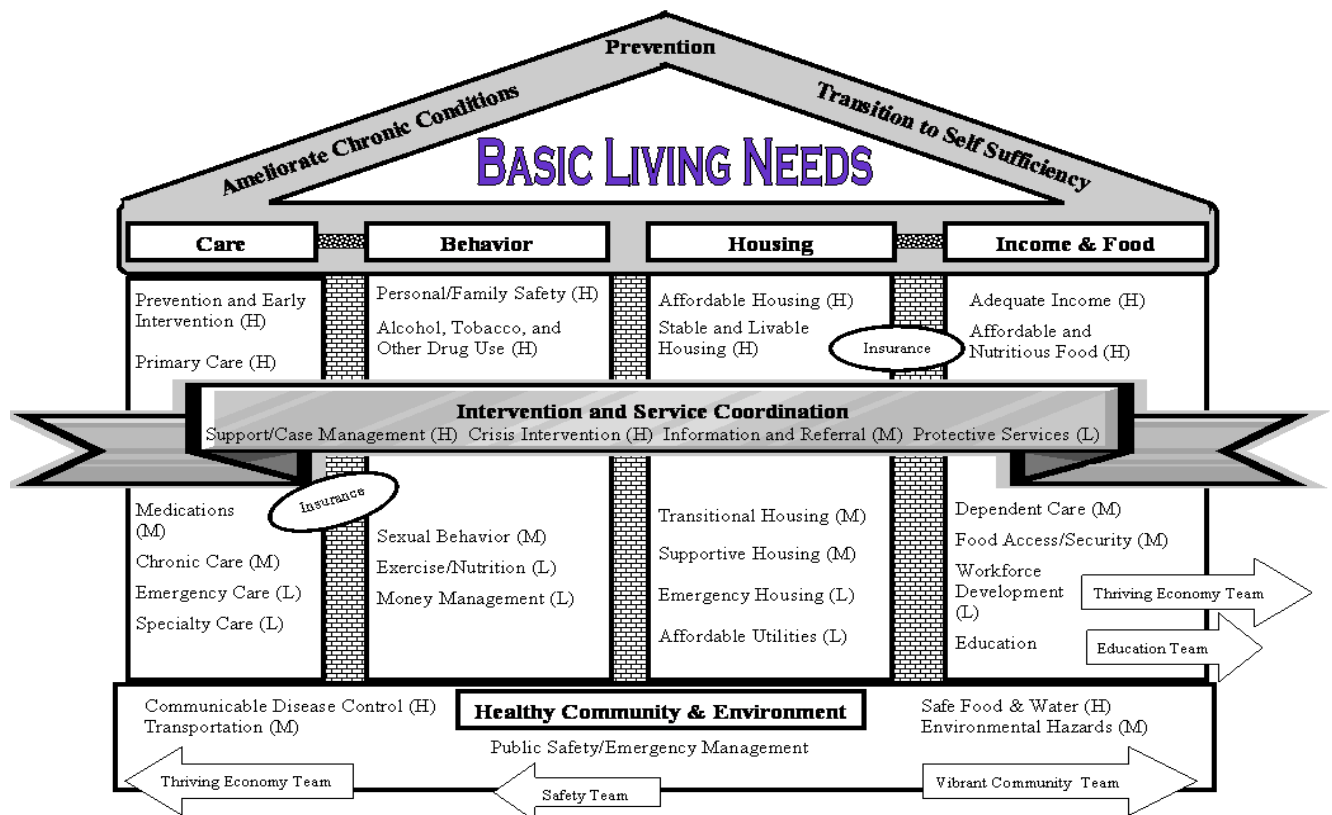 Prevention
Ameliorate Chronic Conditions
Transition to Self Sufficiency
BASIC LIVING NEEDS
Care
Behavior
Housing
Income & Food
Prevention and Early
Intervention (H)
Primary Care (H)
Personal/Family Safety (H)
Alcohol, Tobacco, and
Other Drug Use (H)
Affordable Housing (H)
Stable and Livable
Housing (H)
Insurance
Adequate Income (H)
Affordable and
Nutritious Food (H)
Intervention and Service Coordination
Support/Case Management (H) Crisis Intervention (H) Information and Referral (M) Protective Services (L)
Medications
(M)
Chronic Care (M)
Emergency Care (L)
Specialty Care (L)
Insurance
Sexual Behavior (M)
Exercise/Nutrition (L)
Money Management (L)
Transitional Housing (M)
Supportive Housing (M)
Emergency Housing (L)
Affordable Utilities (L)
Dependent Care (M)
Food Access/Security (M)
Workforce
Development
(L)
Thriving Economy Team
Education
Education Team
Communicable Disease Control (H)
Transportation (M)
Healthy Community & Environment
Safe Food & Water (H)
Environmental Hazards (M)
Public Safety/Emergency Management
Thriving Economy Team
Safety Team
Vibrant Community Team